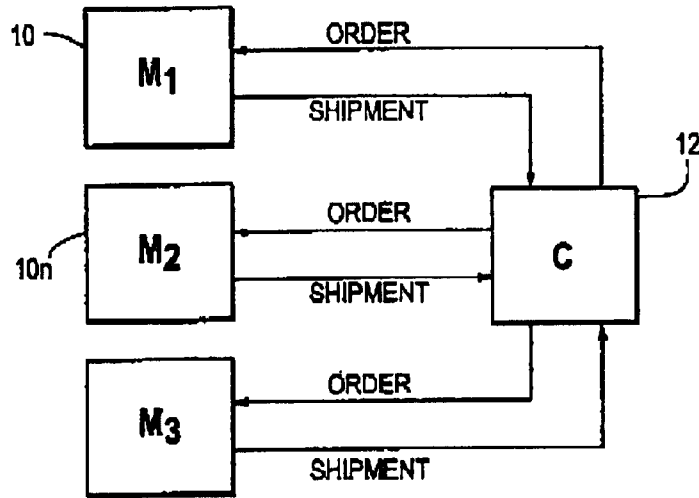 10
M1
ORDER
SHIPMENT
12
10n
M2
ORDER
SHIPMENT
C
M3
ORDER
SHIPMENT